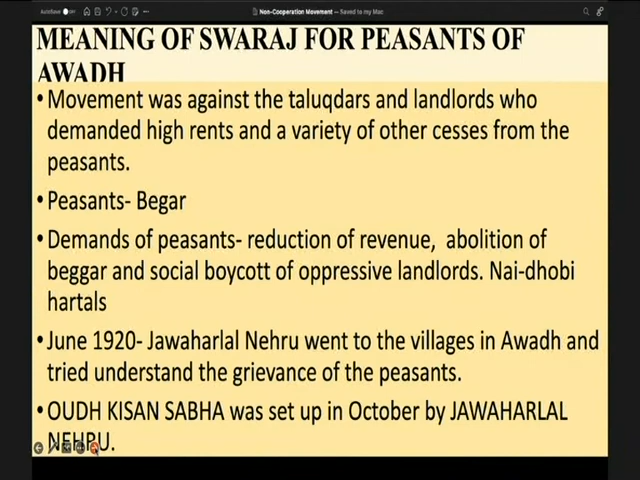 AutoSave OFF
Non-Cooperation Movement — Saved to my Mac
MEANING OF SWARAJ FOR PEASANTS OF
AWADH
• Movement was against the taluqdars and landlords who
demanded high rents and a variety of other cesses from the
peasants.
• Peasants- Begar
• Demands of peasants- reduction of revenue, abolition of
beggar and social boycott of oppressive landlords. Nai-dhobi
hartals
• June 1920- Jawaharlal Nehru went to the villages in Awadh and
tried understand the grievance of the peasants.
• OUDH KISAN SABHA was set up in October by JAWAHARLAL
NEHRU.